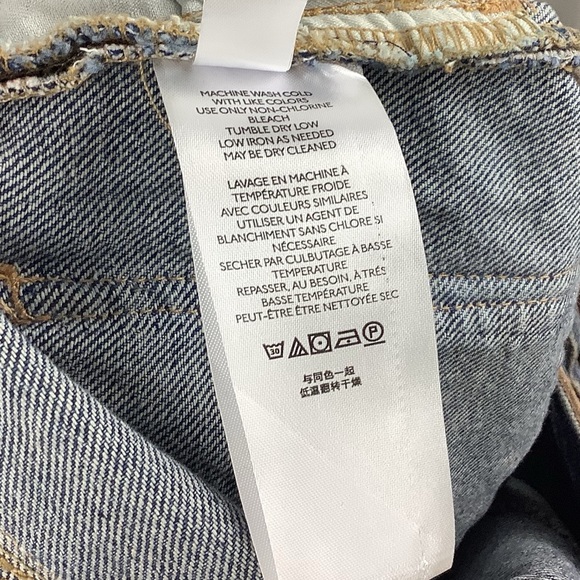 MACHINE WASH COLD
WITH LIKE COLORS
USE ONLY NON-CHLORINE
BLEACH
TUMBLE DRY LOW
LOW IRON AS NEEDED
MAY BE DRY CLEANED
LAVAGE EN MACHINE À
TEMPÉRATURE FROIDE
AVEC COULEURS SIMILAIRES
UTILISER UN AGENT DE
BLANCHIMENT SANS CHLORE SI
NÉCESSAIRE
SECHER PAR CULBUTAGE À BASSE
TEMPERATURE
REPASSER, AU BESOIN, À TRÉS
BASSE TEMPÉRATURE
PEUT-ÊTRE ÊTRE NETTOYÉE SEC
30 P
与同色一起
低温翻转干燥